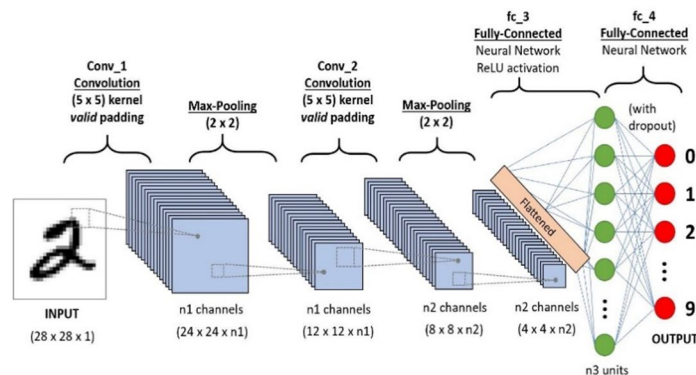 Conv_1
Convolution
(5 x 5) kernel
valid padding
Max-Pooling
(2 x 2)
Conv_2
Convolution
(5 x 5) kernel
valid padding
Max-Pooling
(2 x 2)
fc_3
Fully-Connected
Neural Network
ReLU activation
fc_4
Fully-Connected
Neural Network
(with
dropout)
Flattened
0
1
2
9
OUTPUT
2
INPUT
(28 x 28 x 1)
n1 channels
(24 x 24 x n1)
n1 channels
(12 x 12 x n1)
n2 channels
(8 x 8 x n2)
n2 channels
(4 x 4 x n2)
n3 units